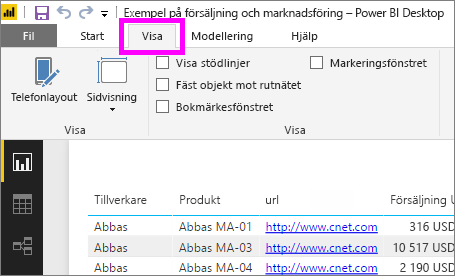 Exempel på försäljning och marknadsföring – Power BI Desktop
Fil Start Visa Modellering Hjälp
Visa stödlinjer Markeringsfönstret
Fäst objekt mot rutnätet
Telefonlayout Sidvisning Bokmärkesfönstret
Visa Visa
Tillverkare Produkt url Försäljning U
Abbas Abbas MA-01 http://www.cnet.com 316 USD
Abbas Abbas MA-03 http://www.cnet.com 10 517 USD
Abbas Abbas MA-04 http://www.cnet.com 2 190 USD